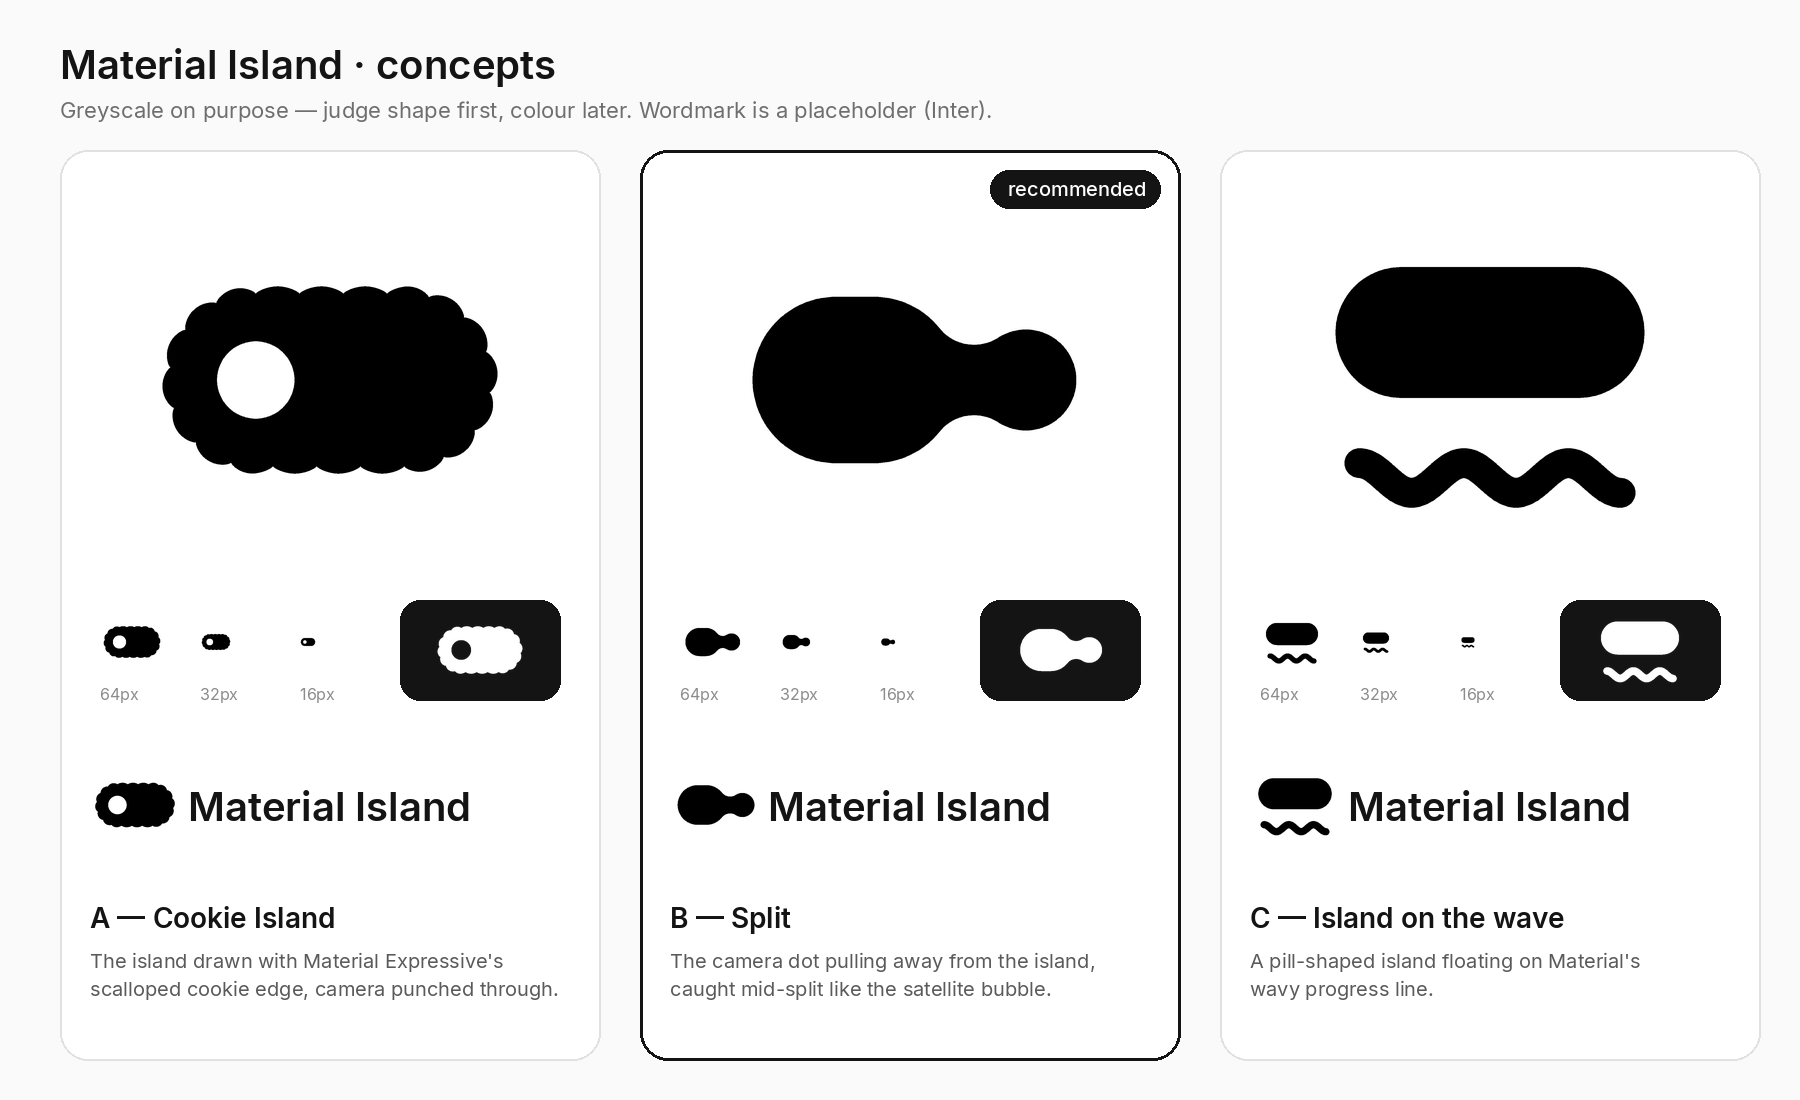 Material Island · concepts
Greyscale on purpose — judge shape first, colour later. Wordmark is a placeholder (Inter).
64px 32px 16px
Material Island
A — Cookie Island
The island drawn with Material Expressive's
scalloped cookie edge, camera punched through.
recommended
64px 32px 16px
Material Island
B — Split
The camera dot pulling away from the island,
caught mid-split like the satellite bubble.
64px 32px 16px
Material Island
C — Island on the wave
A pill-shaped island floating on Material's
wavy progress line.